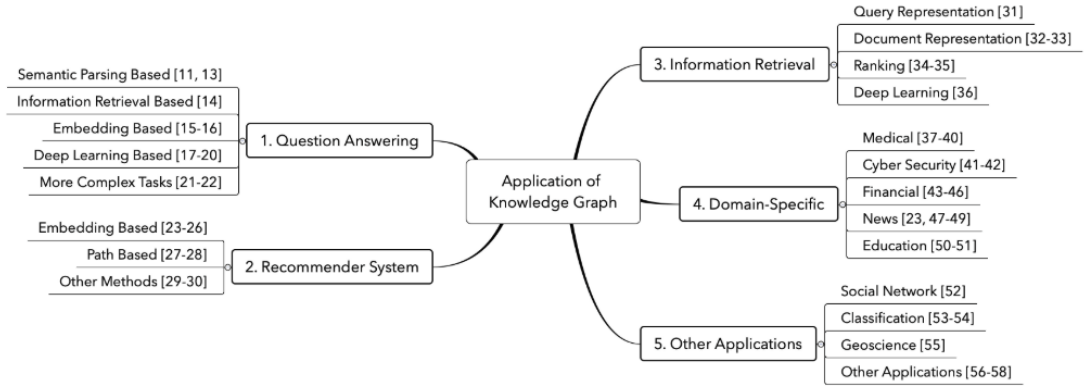 Application of
Knowledge Graph
1. Question Answering
Semantic Parsing Based [11, 13]
Information Retrieval Based [14]
Embedding Based [15-16]
Deep Learning Based [17-20]
More Complex Tasks [21-22]
2. Recommender System
Embedding Based [23-26]
Path Based [27-28]
Other Methods [29-30]
3. Information Retrieval
Query Representation [31]
Document Representation [32-33]
Ranking [34-35]
Deep Learning [36]
4. Domain-Specific
Medical [37-40]
Cyber Security [41-42]
Financial [43-46]
News [23, 47-49]
Education [50-51]
5. Other Applications
Social Network [52]
Classification [53-54]
Geoscience [55]
Other Applications [56-58]